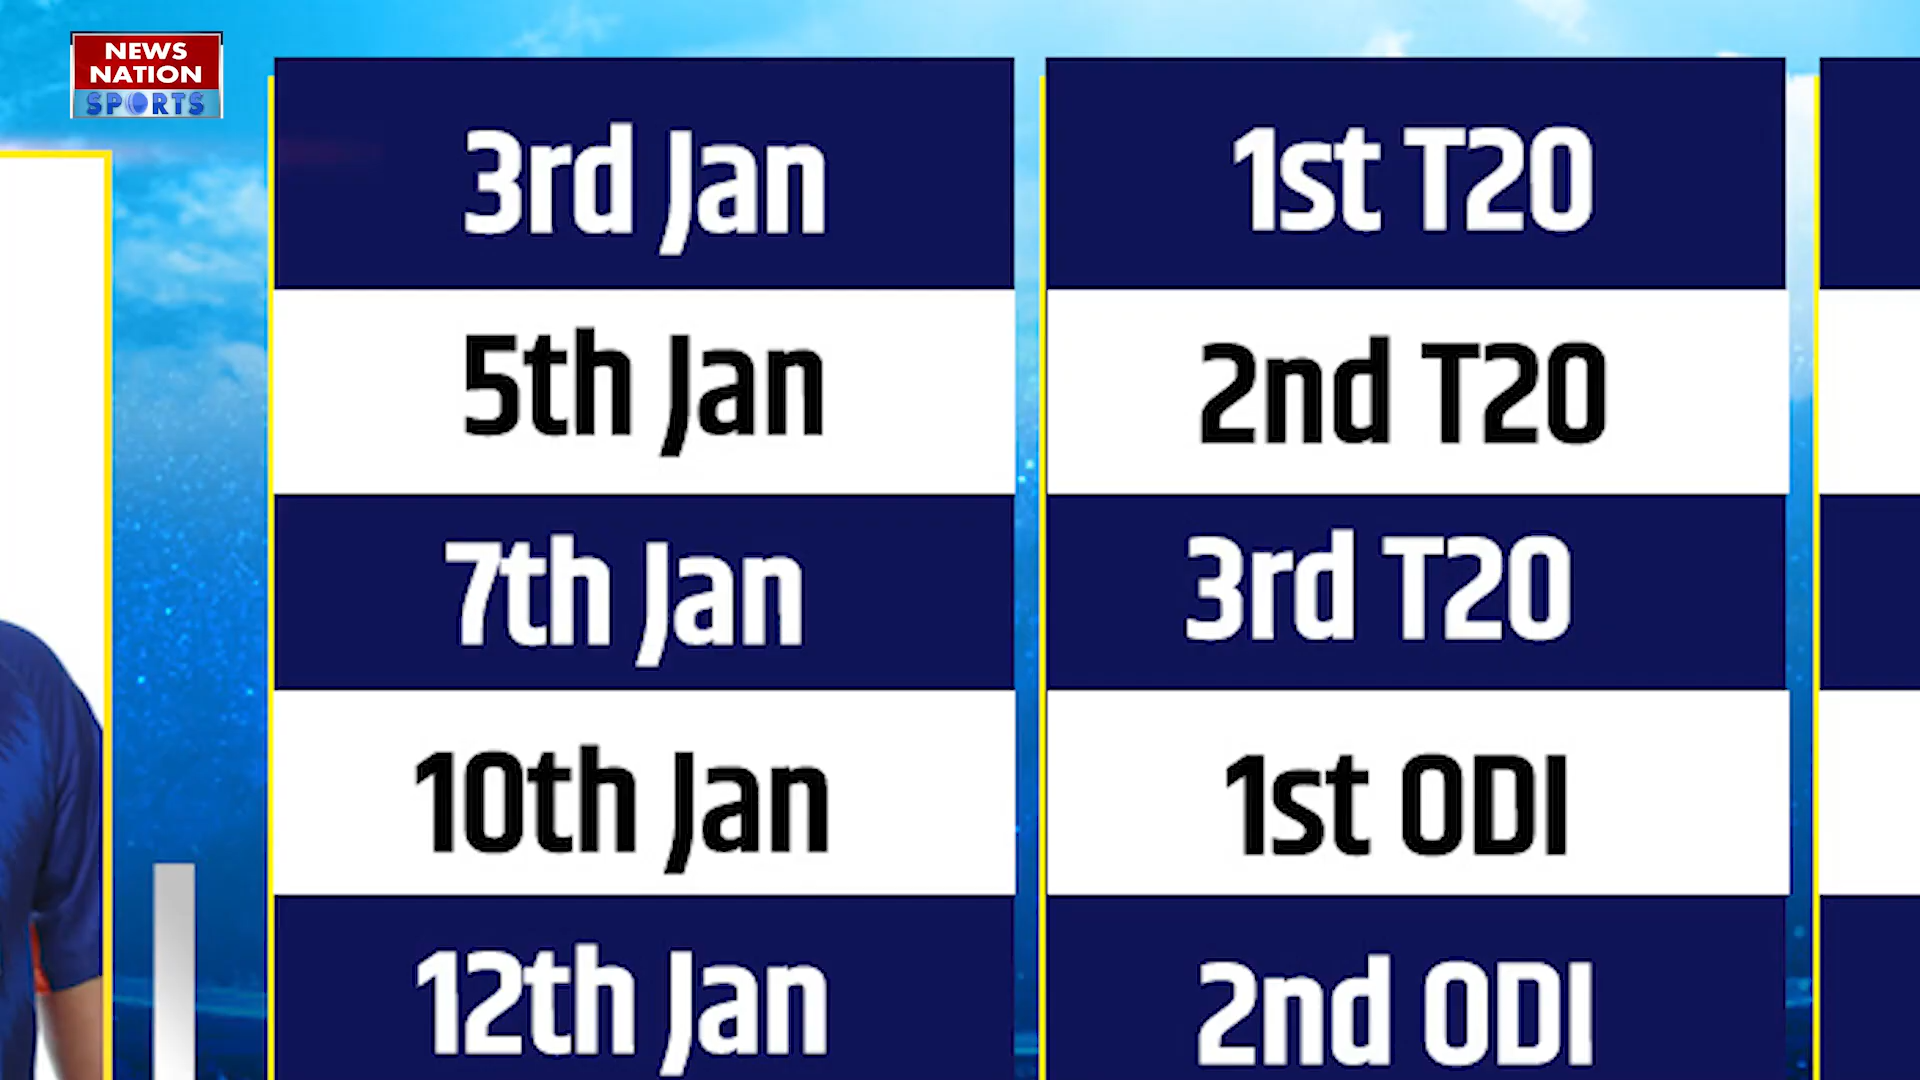 NEWS
NATION
SPORTS
3rd Jan 1st T20
5th Jan 2nd T20
7th Jan 3rd T20
10th Jan 1st ODI
12th Jan 2nd ODI